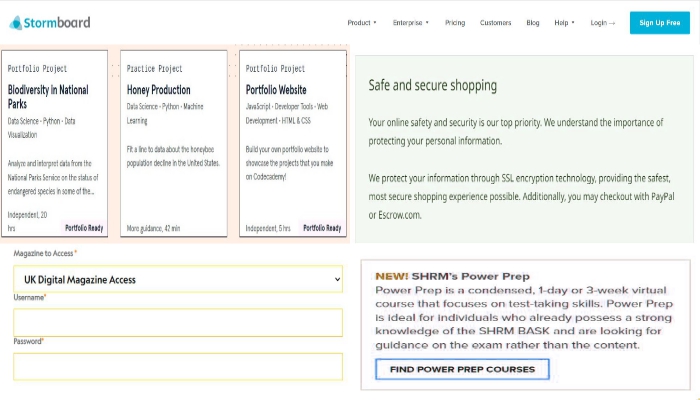 Stormboard
Product Enterprise Pricing Customers Blog Help Login → Sign Up Free
Portfolio Project
Biodiversity in National
Parks
Data Science • Python • Data
Visualization
Analyze and interpret data from the
National Parks Service on the status of
endangered species in some of the...
Independent, 20
hrs
Portfolio Ready
Practice Project
Honey Production
Data Science • Python • Machine
Learning
Fit a line to data about the honeybee
population decline in the United States.
More guidance, 42 min
Portfolio Project
Portfolio Website
JavaScript • Developer Tools • Web
Development • HTML & CSS
Build your own portfolio website to
showcase the projects that you make
on Codecademy!
Independent, 5 hrs
Portfolio Ready
Safe and secure shopping
Your online safety and security is our top priority. We understand the importance of
protecting your personal information.
We protect your information through SSL encryption technology, providing the safest,
most secure shopping experience possible. Additionally, you may checkout with PayPal
or Escrow.com.
Magazine to Access*
UK Digital Magazine Access
Username*
Password*
NEW! SHRM's Power Prep
Power Prep is a condensed, 1-day or 3-week virtual
course that focuses on test-taking skills. Power Prep
is ideal for individuals who already possess a strong
knowledge of the SHRM BASK and are looking for
guidance on the exam rather than the content.
FIND POWER PREP COURSES